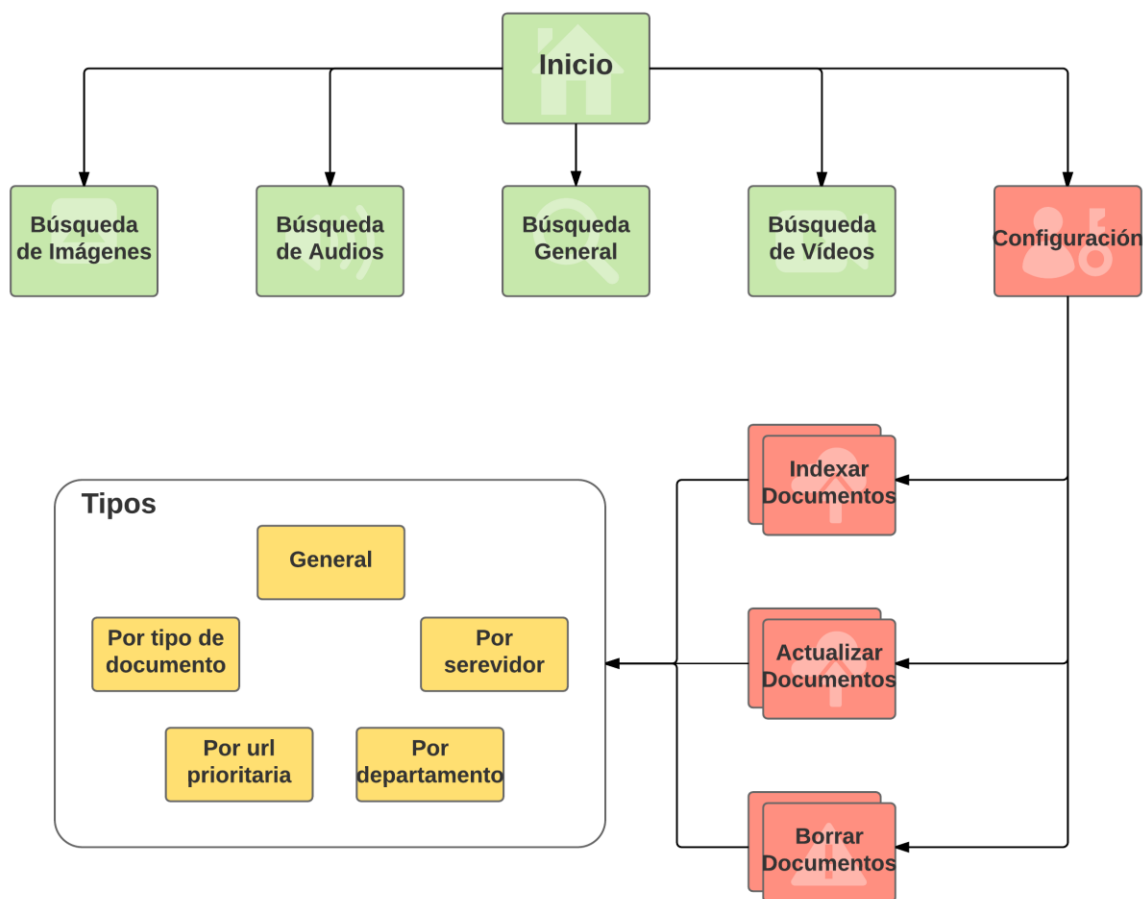 Inicio
Búsqueda
de Imágenes
Búsqueda
de Audios
Búsqueda
General
Búsqueda
de Vídeos
Configuración
Indexar
Documentos
Tipos
General
Por tipo de
documento
Por
serevidor
Actualizar
Documentos
Por url
prioritaria
Por
departamento
Borrar
Documentos